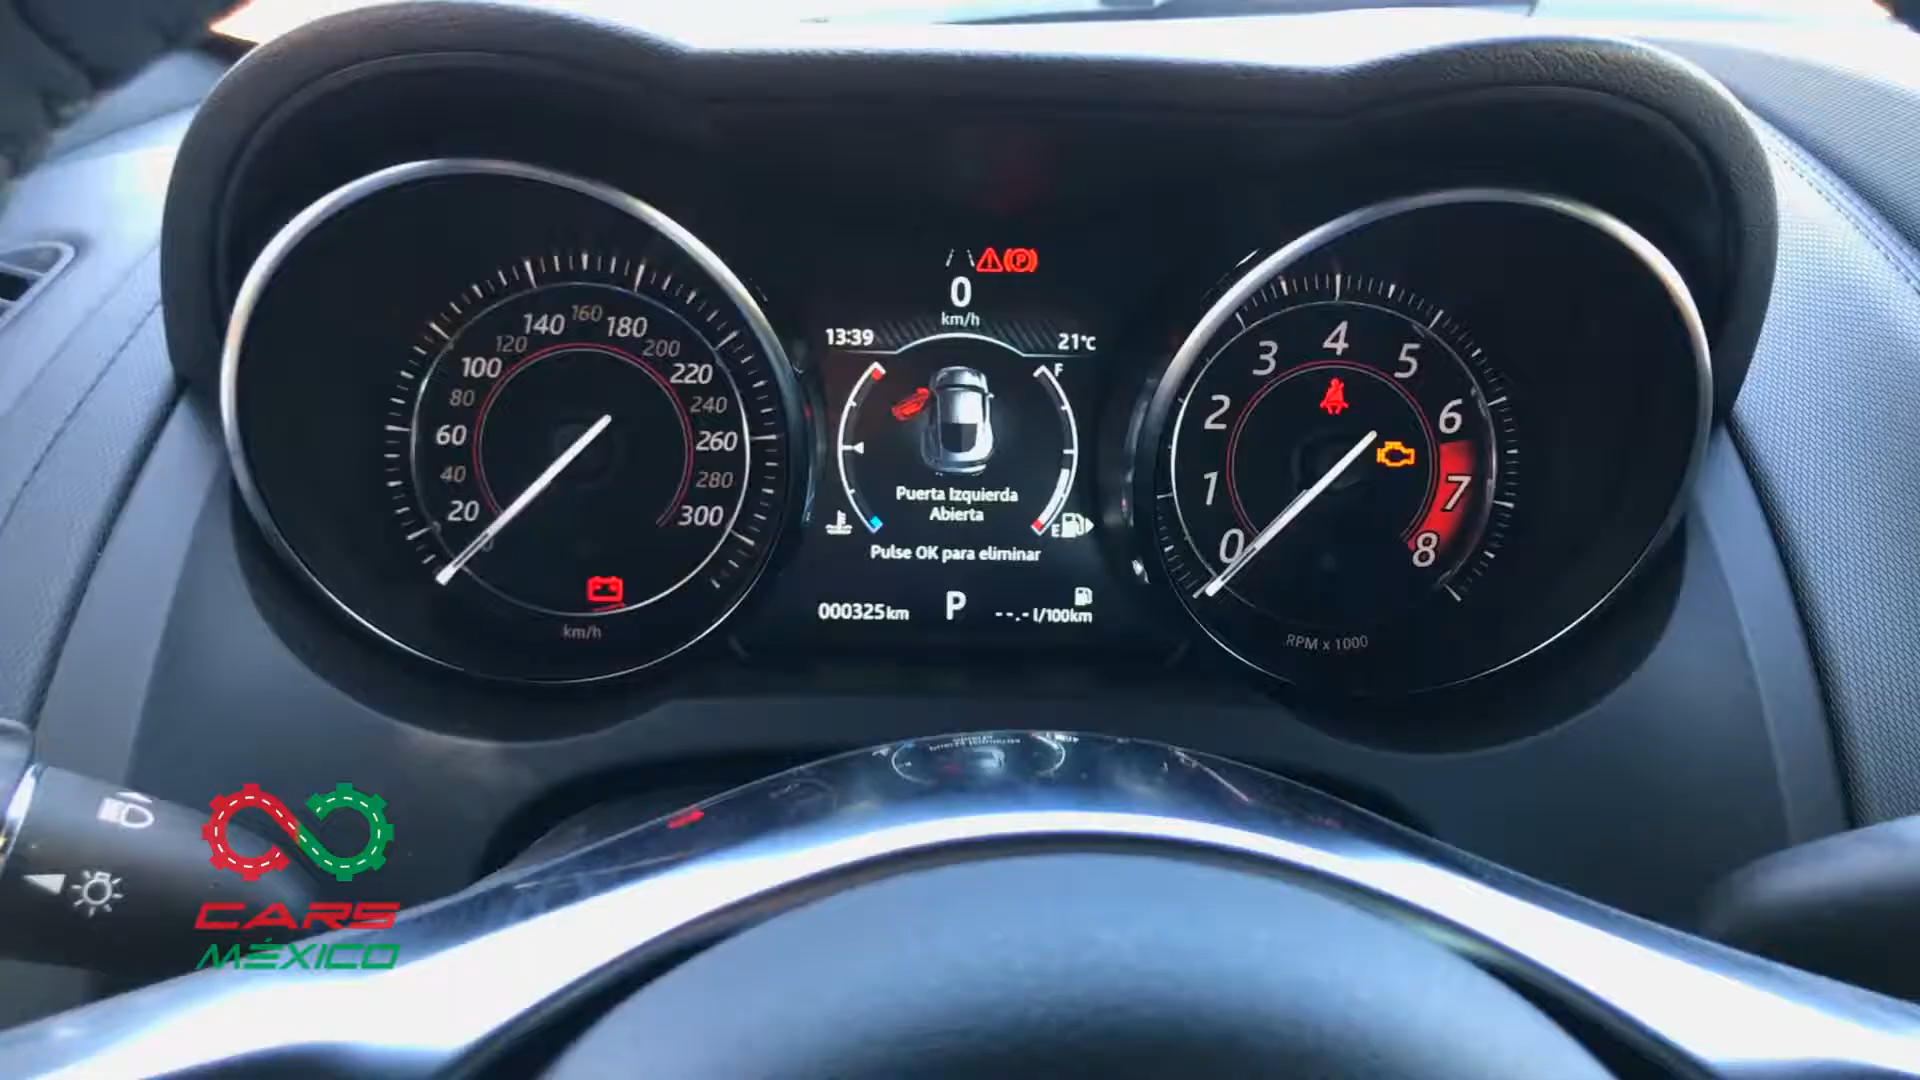 0
km/h
13:39
21°C
F
20
40
60
80
100
120
140
160
180
200
220
240
260
280
300
km/h
Puerta Izquierda
Abierta
E
Pulse OK para eliminar
000325km
P
--.- l/100km
0
1
2
3
4
5
6
7
8
RPM x 1000
CARS
MÉXICO